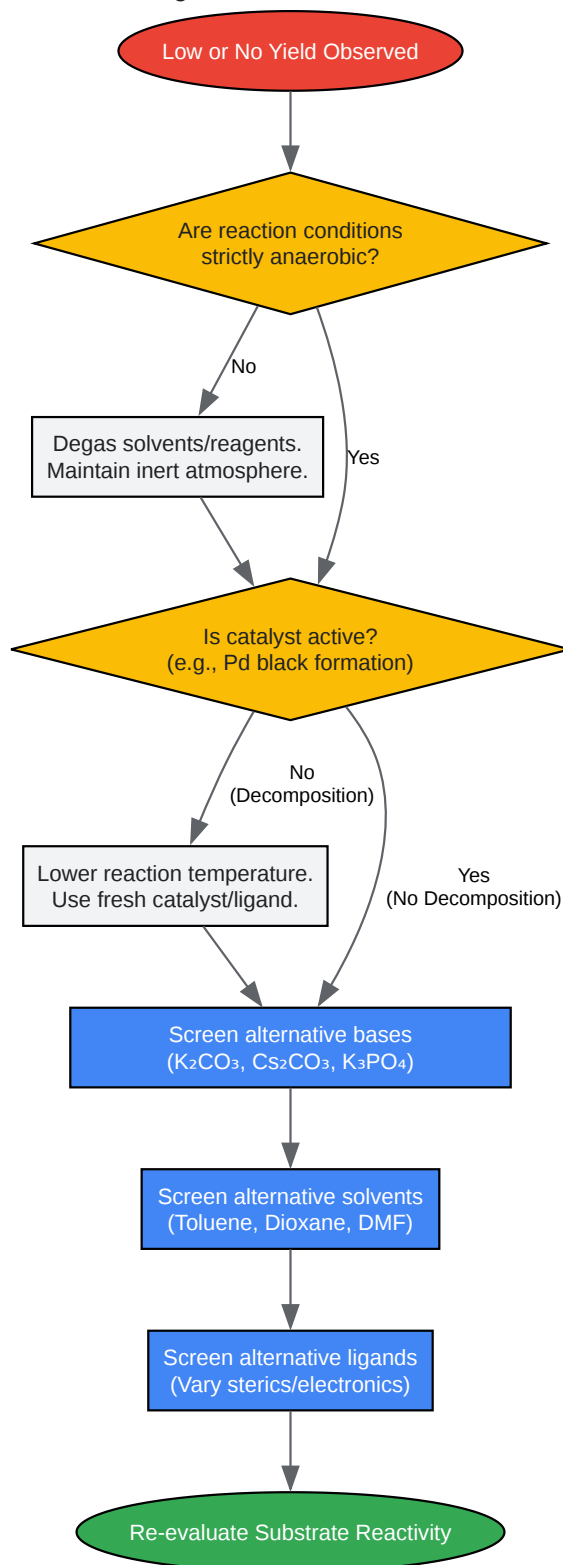 Low or No Yield Observed
Are reaction conditions
strictly anaerobic?
No
Degas solvents/reagents.
Maintain inert atmosphere.
Yes
Is catalyst active?
(e.g., Pd black formation)
No
(Decomposition)
Lower reaction temperature.
Use fresh catalyst/ligand.
Yes
(No Decomposition)
Screen alternative bases
(K₂CO₃, Cs₂CO₃, K₃PO₄)
Screen alternative solvents
(Toluene, Dioxane, DMF)
Screen alternative ligands
(Vary sterics/electronics)
Re-evaluate Substrate Reactivity